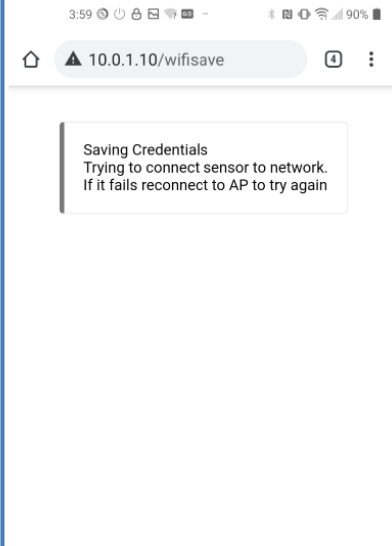 3:59 90%
10.0.1.10/wifisave 4
Saving Credentials
Trying to connect sensor to network.
If it fails reconnect to AP to try again